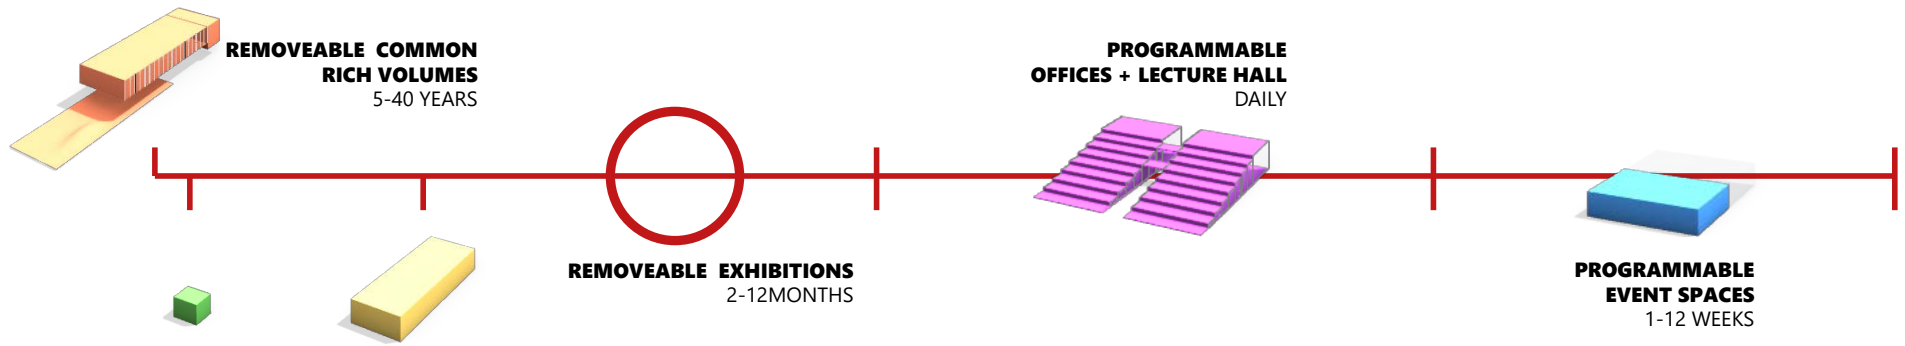 REMOVEABLE COMMON
RICH VOLUMES
5-40 YEARS
REMOVEABLE EXHIBITIONS
2-12MONTHS
PROGRAMMABLE
OFFICES + LECTURE HALL
DAILY
PROGRAMMABLE
EVENT SPACES
1-12 WEEKS